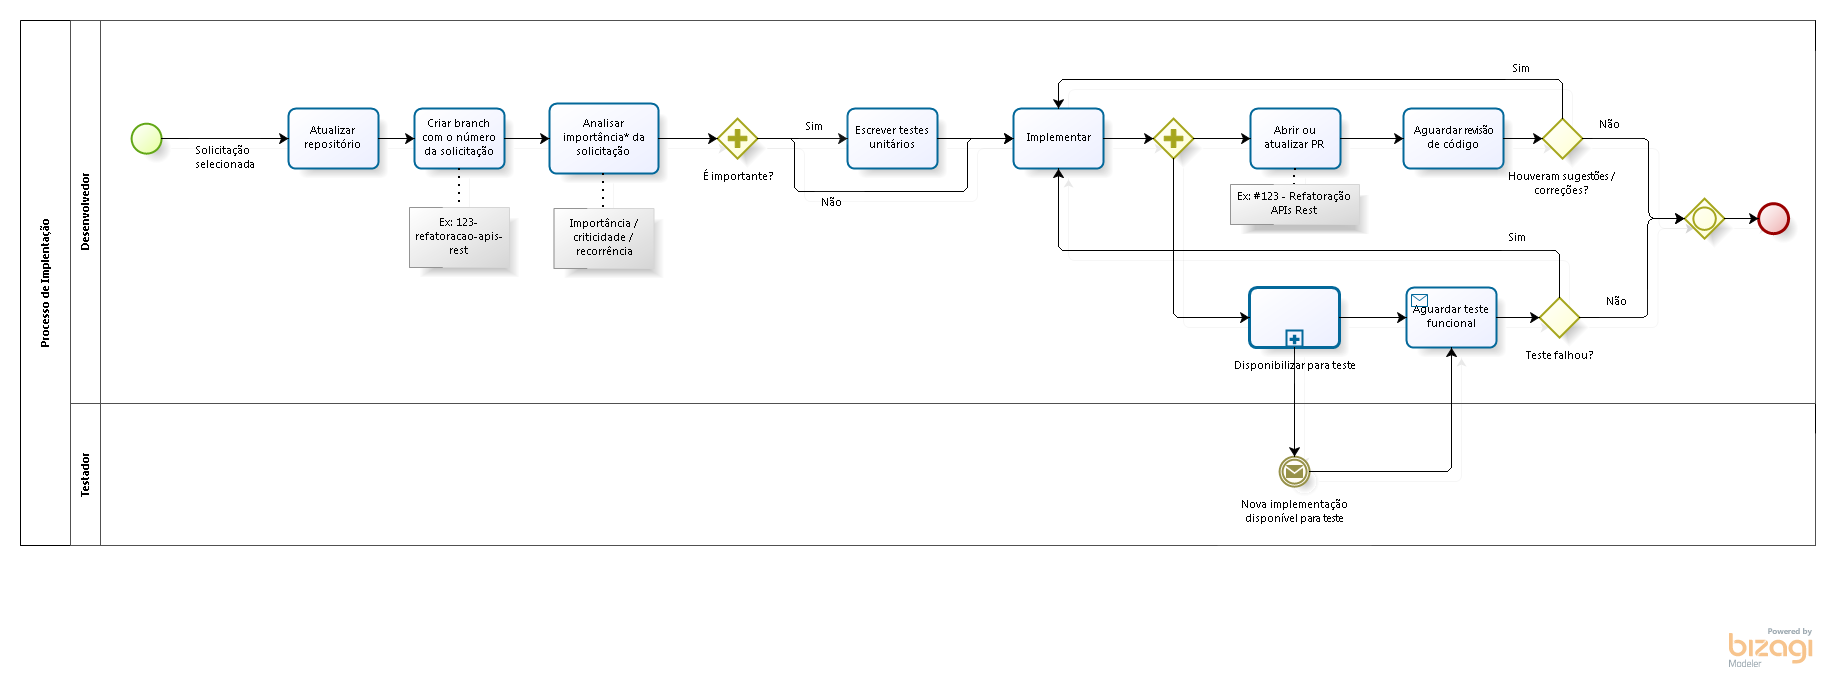 Processo de Implentação
Desenvolvedor
Testador
Solicitação
selecionada
Atualizar
repositório
Criar branch
com o número
da solicitação
Ex: 123-
refatoracao-apis-
rest
Analisar
importância* da
solicitação
Importância /
criticidade /
recorrência
É importante?
Sim
Não
Escrever testes
unitários
Implementar
Abrir ou
atualizar PR
Ex: #123 - Refatoração
APIs Rest
Aguardar revisão
de código
Sim
Não
Houveram sugestões /
correções?
Sim
Disponibilizar para teste
Aguardar teste
funcional
Não
Teste falhou?
Nova implementação
disponível para teste
Powered by
bizagi
Modeler